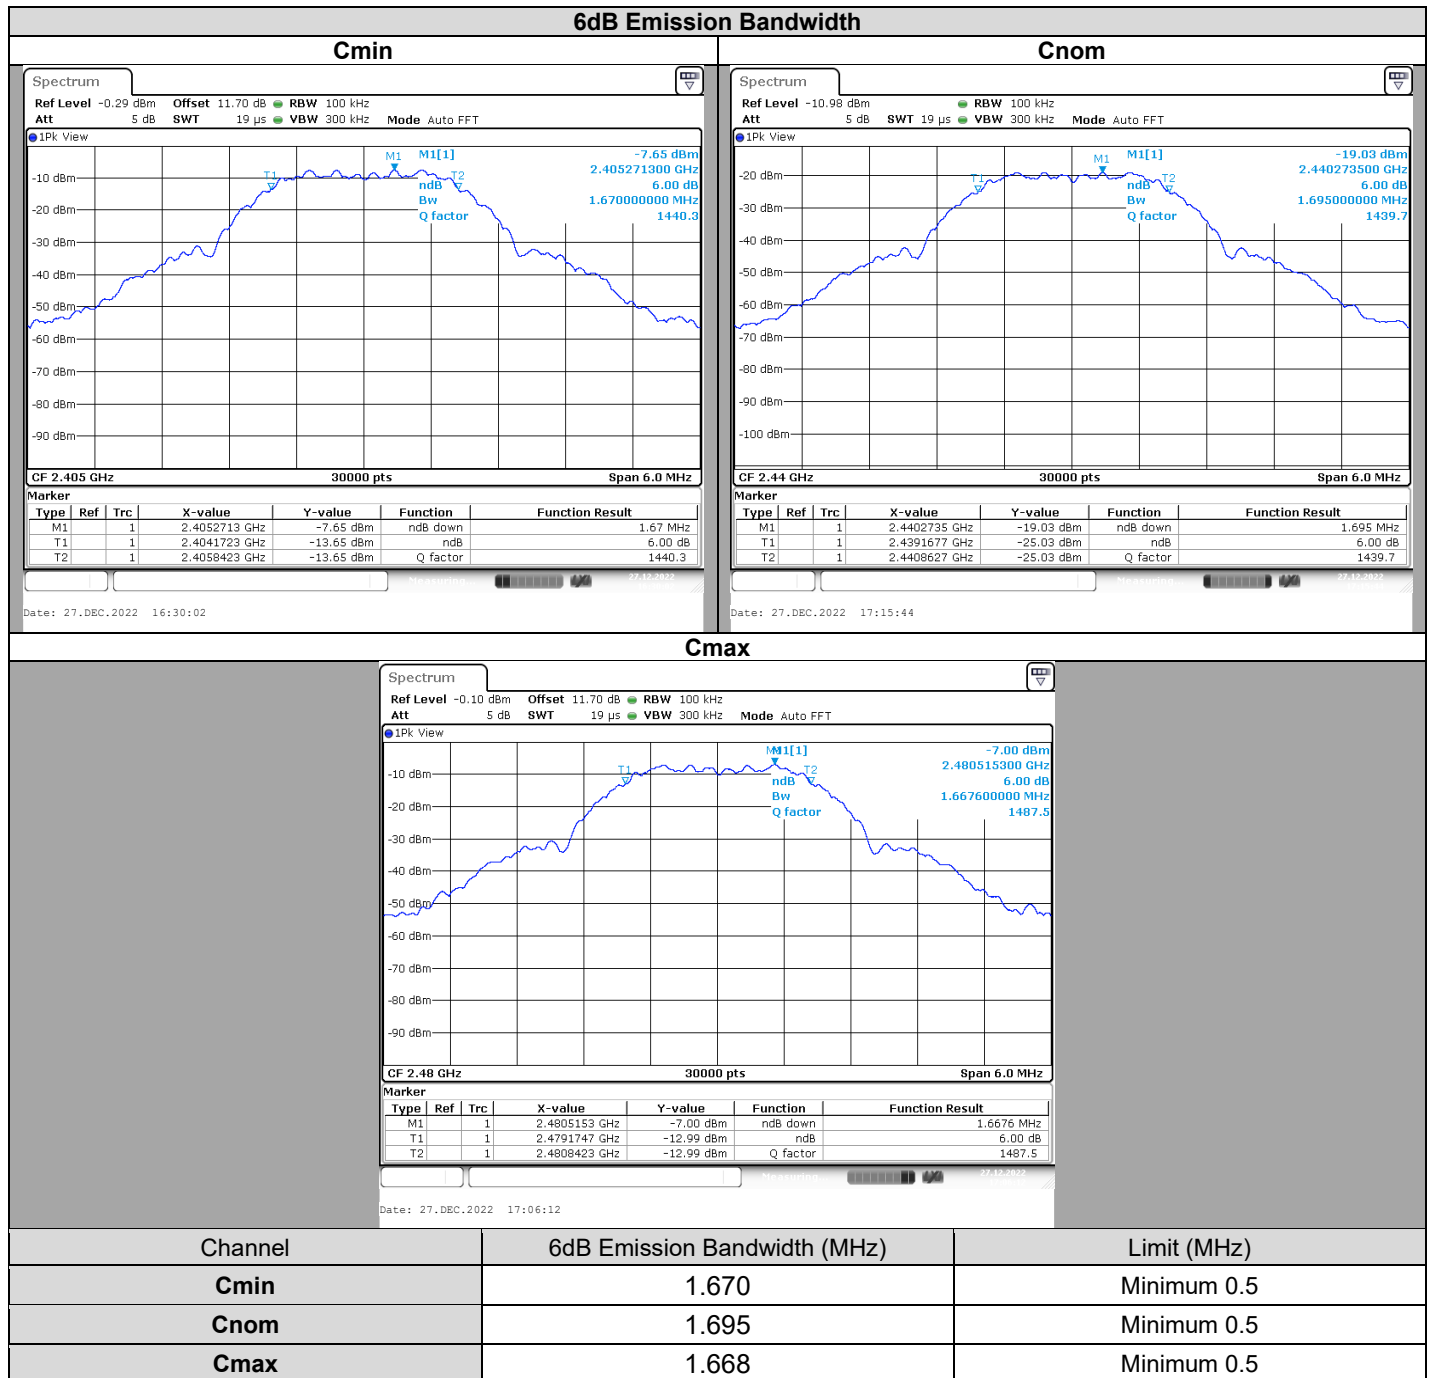 6dB Emission Bandwidth
Cmin
Cnom
Spectrum
Ref Level -0.29 dBm Offset 11.70 dB RBW 100 kHz
Att 5 dB SWT 19 µs VBW 300 kHz Mode Auto FFT
1Pk View
M1 M1[1] -7.65 dBm
2.405271300 GHz
T1 T2
ndB 6.00 dB
Bw 1.670000000 MHz
Q factor 1440.3
-10 dBm
-20 dBm
-30 dBm
-40 dBm
-50 dBm
-60 dBm
-70 dBm
-80 dBm
-90 dBm
CF 2.405 GHz 30000 pts Span 6.0 MHz
Marker
Type Ref Trc X-value Y-value Function Function Result
M1 1 2.4052713 GHz -7.65 dBm ndB down 1.67 MHz
T1 1 2.4041723 GHz -13.65 dBm ndB 6.00 dB
T2 1 2.4058423 GHz -13.65 dBm Q factor 1440.3
Measuring... 27.12.2022
Date: 27.DEC.2022 16:30:02
Spectrum
Ref Level -10.98 dBm RBW 100 kHz
Att 5 dB SWT 19 µs VBW 300 kHz Mode Auto FFT
1Pk View
M1 M1[1] -19.03 dBm
2.440273500 GHz
T1 T2
ndB 6.00 dB
Bw 1.695000000 MHz
Q factor 1439.7
-20 dBm
-30 dBm
-40 dBm
-50 dBm
-60 dBm
-70 dBm
-80 dBm
-90 dBm
-100 dBm
CF 2.44 GHz 30000 pts Span 6.0 MHz
Marker
Type Ref Trc X-value Y-value Function Function Result
M1 1 2.4402735 GHz -19.03 dBm ndB down 1.695 MHz
T1 1 2.4391677 GHz -25.03 dBm ndB 6.00 dB
T2 1 2.4408627 GHz -25.03 dBm Q factor 1439.7
Measuring... 27.12.2022
Date: 27.DEC.2022 17:15:44
Cmax
Spectrum
Ref Level -0.10 dBm Offset 11.70 dB RBW 100 kHz
Att 5 dB SWT 19 µs VBW 300 kHz Mode Auto FFT
1Pk View
M1 M1[1] -7.00 dBm
2.480515300 GHz
T1 T2
ndB 6.00 dB
Bw 1.667600000 MHz
Q factor 1487.5
-10 dBm
-20 dBm
-30 dBm
-40 dBm
-50 dBm
-60 dBm
-70 dBm
-80 dBm
-90 dBm
CF 2.48 GHz 30000 pts Span 6.0 MHz
Marker
Type Ref Trc X-value Y-value Function Function Result
M1 1 2.4805153 GHz -7.00 dBm ndB down 1.6676 MHz
T1 1 2.4791747 GHz -12.99 dBm ndB 6.00 dB
T2 1 2.4808423 GHz -12.99 dBm Q factor 1487.5
Measuring... 27.12.2022
Date: 27.DEC.2022 17:06:12
Channel 6dB Emission Bandwidth (MHz) Limit (MHz)
Cmin 1.670 Minimum 0.5
Cnom 1.695 Minimum 0.5
Cmax 1.668 Minimum 0.5